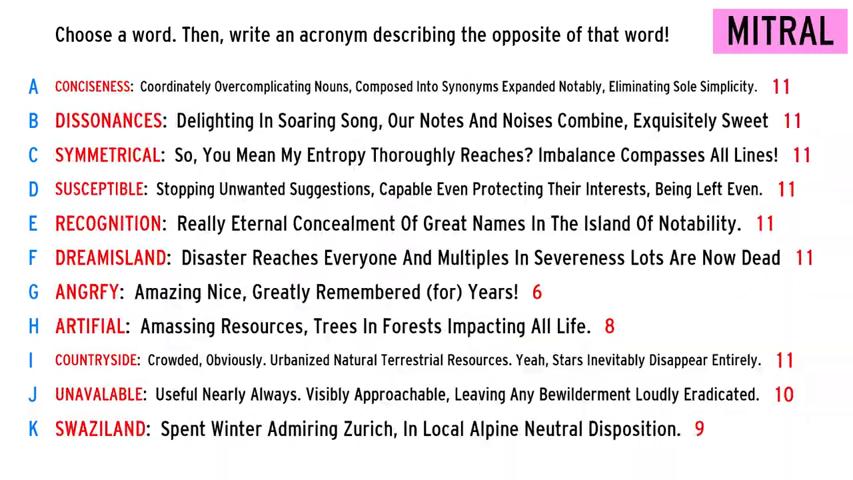 Choose a word. Then, write an acronym describing the opposite of that word!
MITRAL
A CONCISENESS: Coordinately Overcomplicating Nouns, Composed Into Synonyms Expanded Notably, Eliminating Sole Simplicity. 11
B DISSONANCES: Delighting In Soaring Song, Our Notes And Noises Combine, Exquisitely Sweet 11
C SYMMETRICAL: So, You Mean My Entropy Thoroughly Reaches? Imbalance Compasses All Lines! 11
D SUSCEPTIBLE: Stopping Unwanted Suggestions, Capable Even Protecting Their Interests, Being Left Even. 11
E RECOGNITION: Really Eternal Concealment Of Great Names In The Island Of Notability. 11
F DREAMISLAND: Disaster Reaches Everyone And Multiples In Severeness Lots Are Now Dead 11
G ANGRFY: Amazing Nice, Greatly Remembered (for) Years! 6
H ARTIFIAL: Amassing Resources, Trees In Forests Impacting All Life. 8
I COUNTRYSIDE: Crowded, Obviously. Urbanized Natural Terrestrial Resources. Yeah, Stars Inevitably Disappear Entirely. 11
J UNAVALABLE: Useful Nearly Always. Visibly Approachable, Leaving Any Bewilderment Loudly Eradicated. 10
K SWAZILAND: Spent Winter Admiring Zurich, In Local Alpine Neutral Disposition. 9